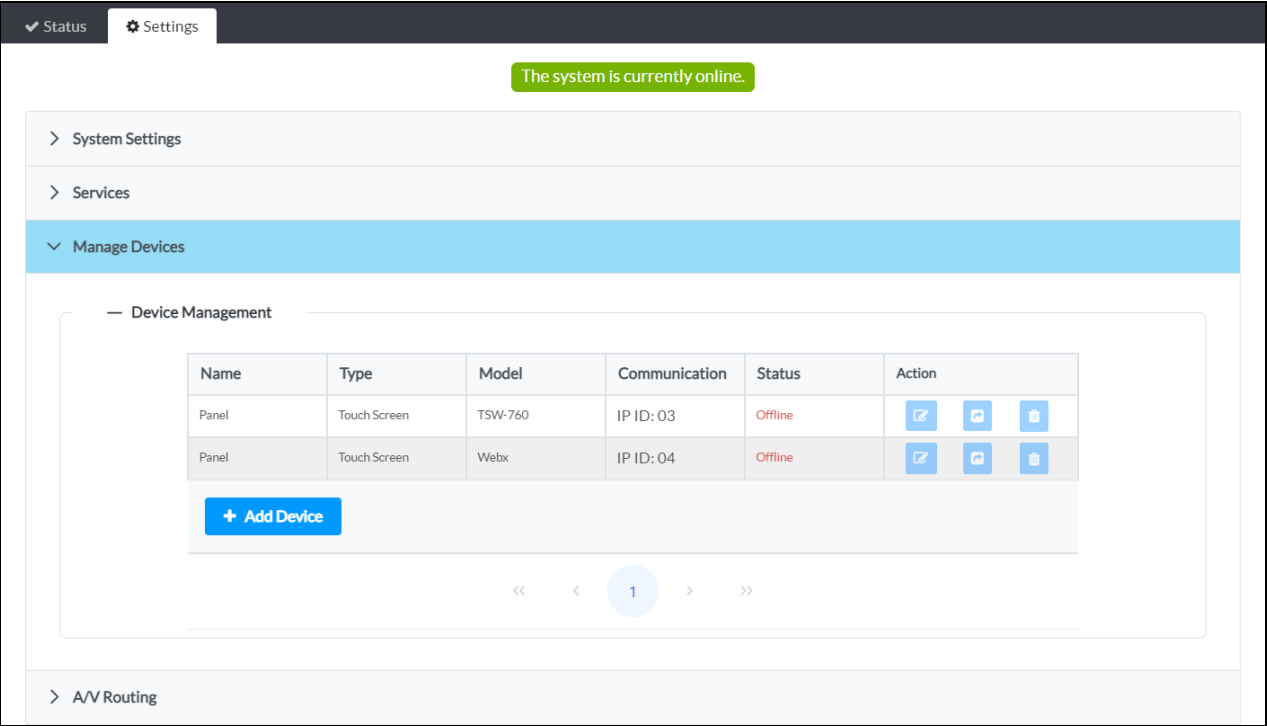 Status Settings
The system is currently online.
System Settings
Services
Manage Devices
Device Management
Name Type Model Communication Status Action
Panel Touch Screen TSW-760 IP ID: 03 Offline
Panel Touch Screen Webx IP ID: 04 Offline
+ Add Device
« ‹ 1 › »
A/V Routing